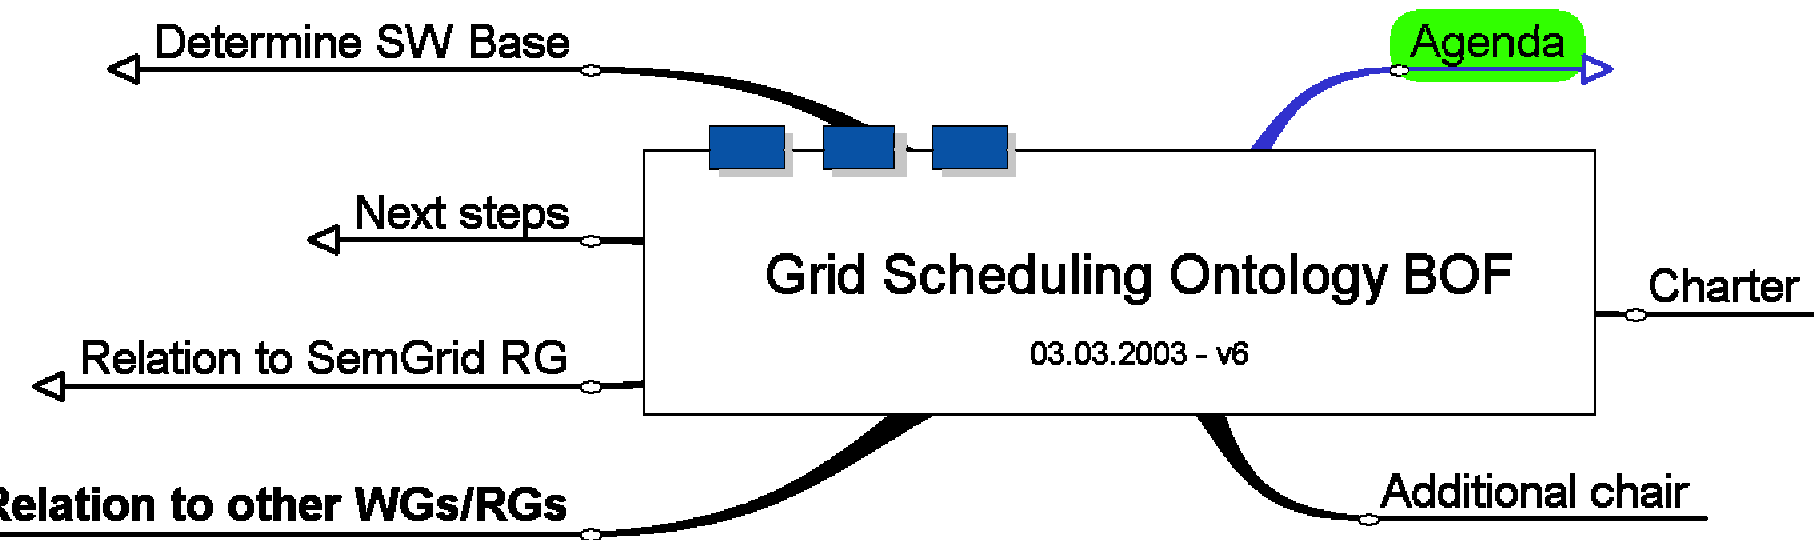 Determine SW Base
Agenda
Next steps
Grid Scheduling Ontology BOF
Charter
03.03.2003 - v6
Relation to SemGrid RG
Relation to other WGs/RGs
Additional chair